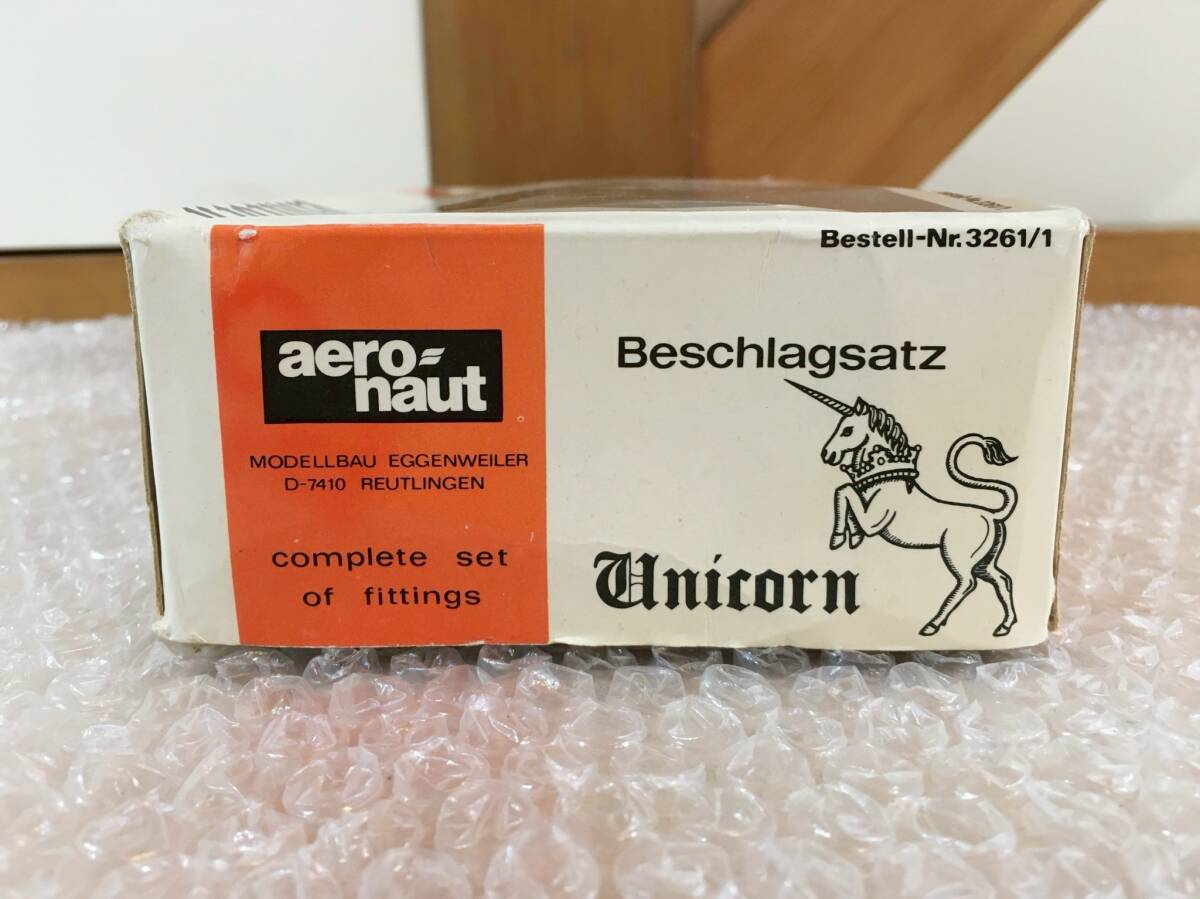 aero-
naut
MODELLBAU EGGENWEILER
D-7410 REUTLINGEN
complete set
of fittings
Bestell-Nr.3261/1
Beschlagsatz
Unicorn